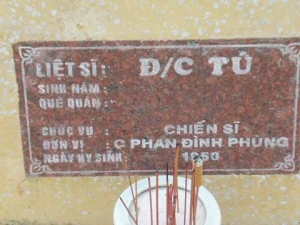 LIỆT SĨ: Đ/C TÚ
SINH NĂM:
QUÊ QUÁN:
CHỨC VỤ : CHIẾN SĨ
ĐƠN VỊ : C PHAN ĐÌNH PHÙNG
NGÀY HY SINH: 1950